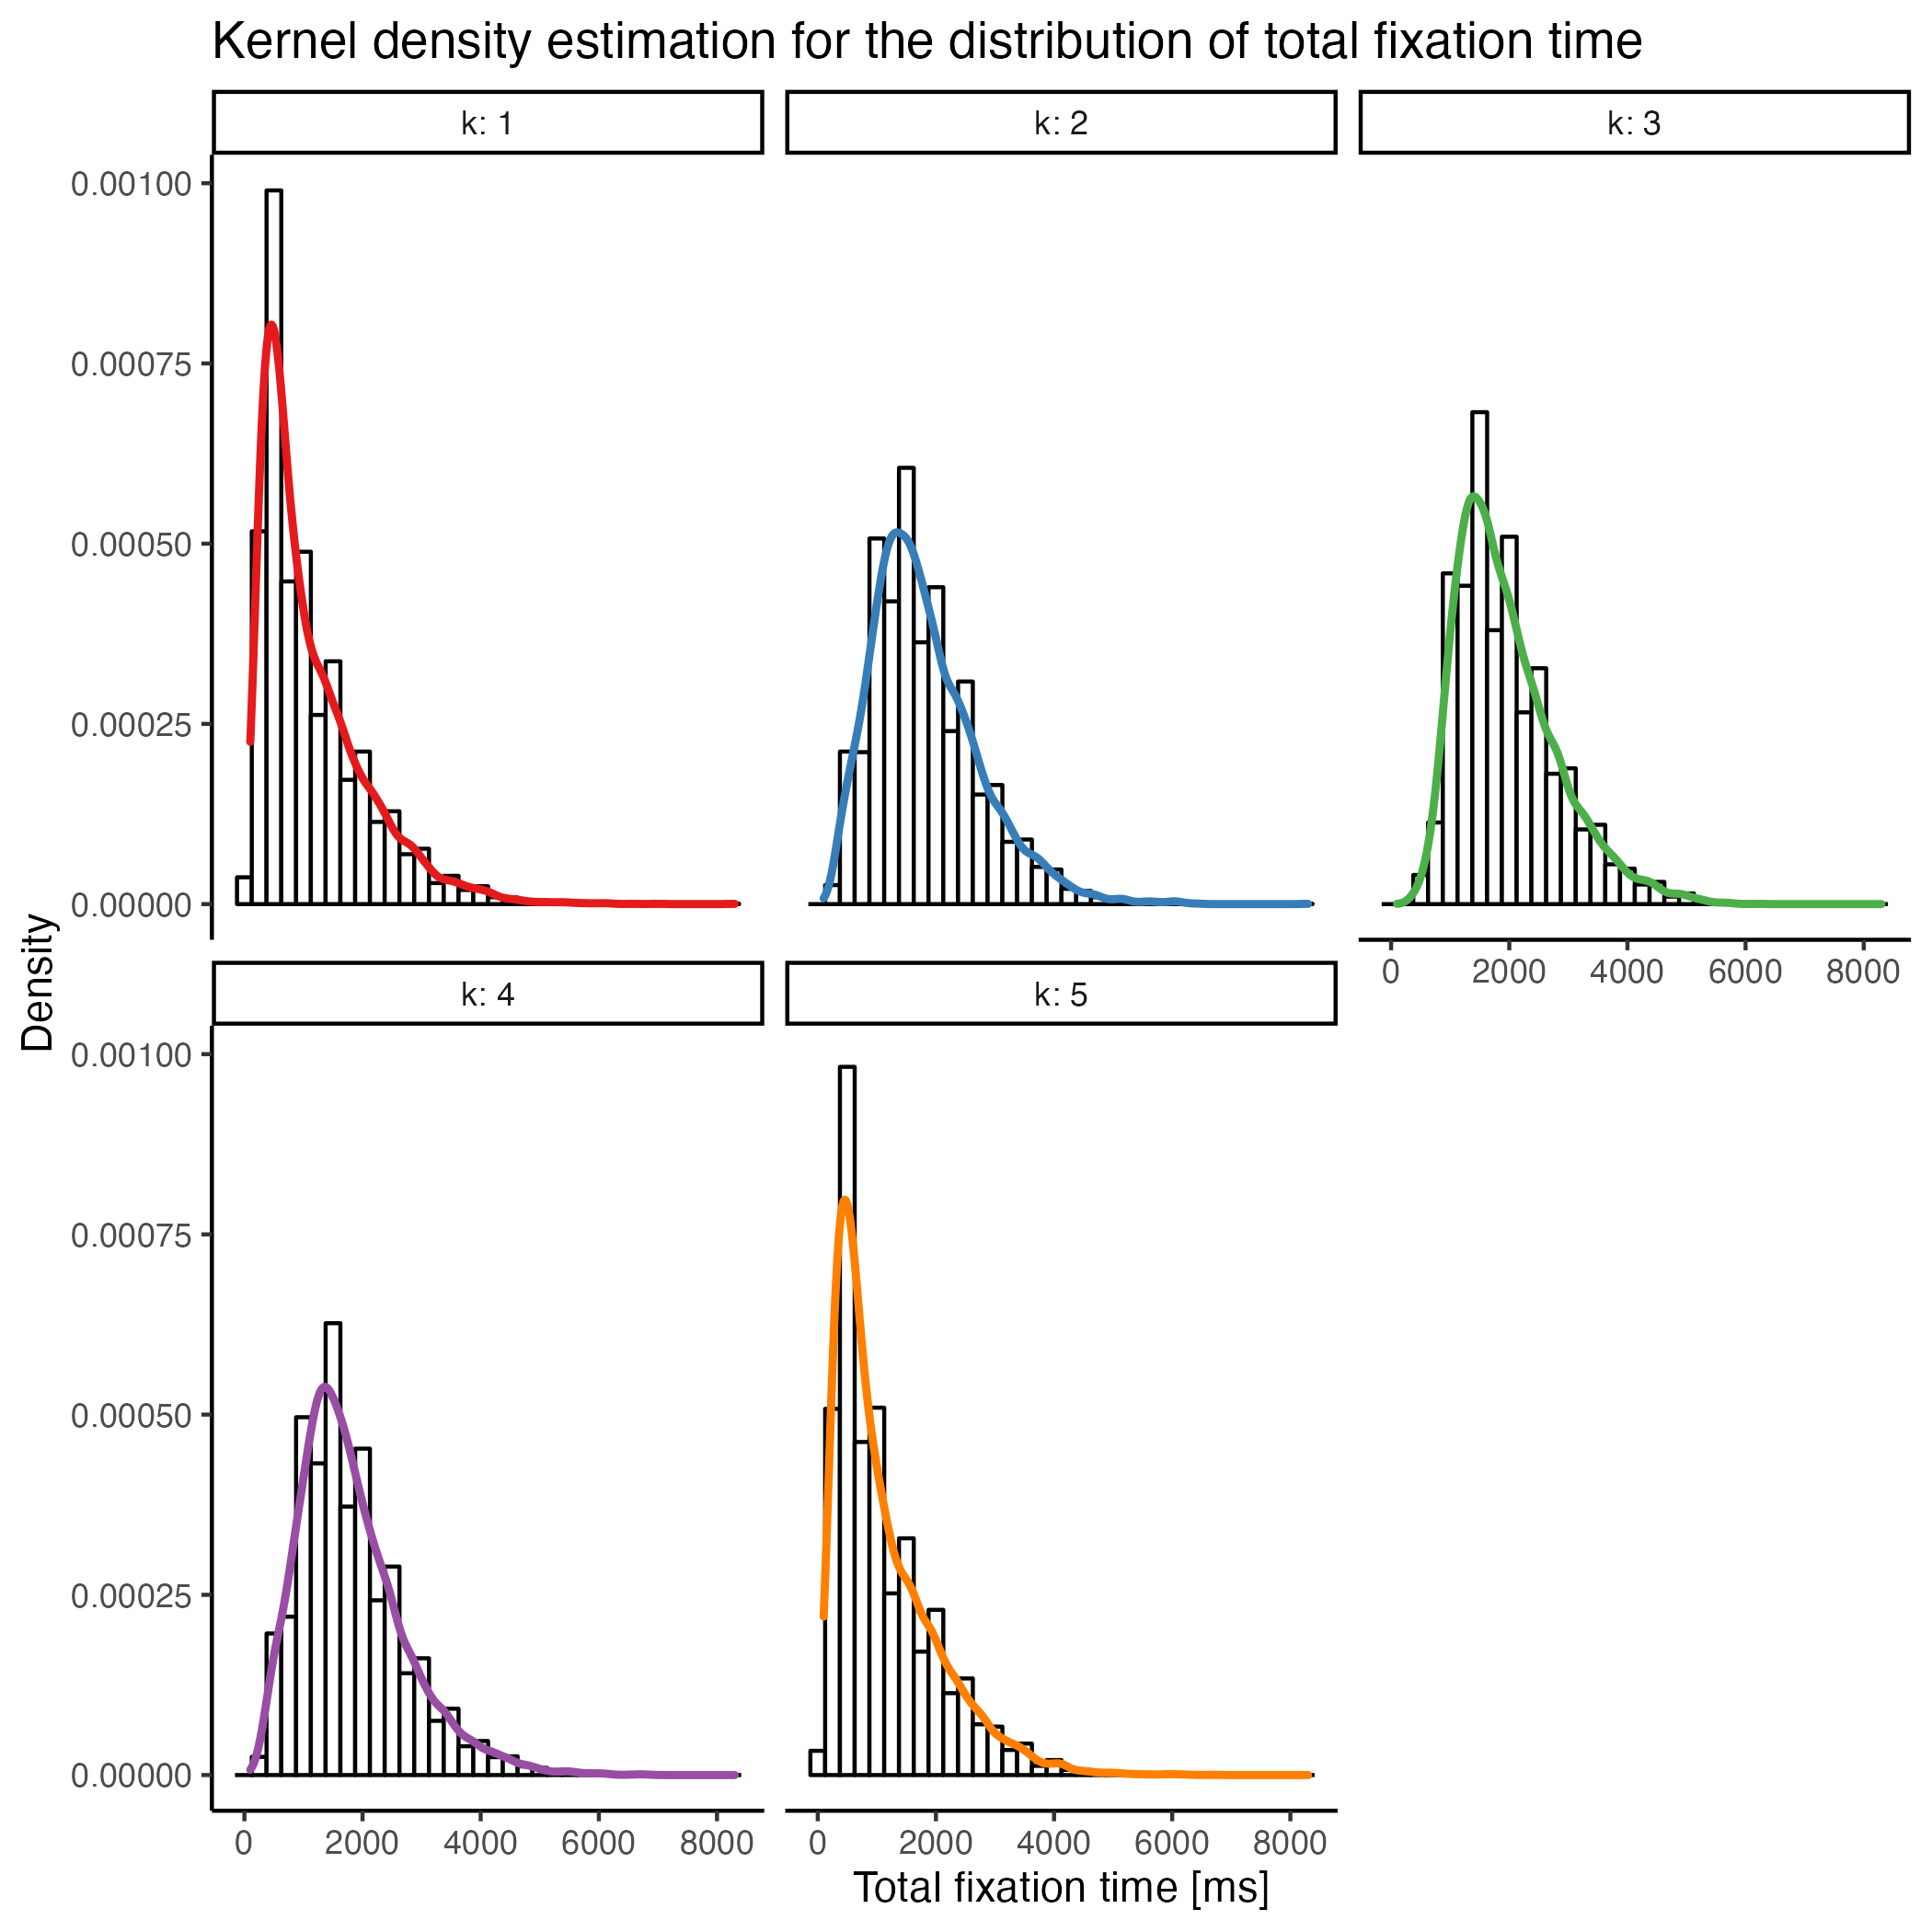 Kernel density estimation for the distribution of total fixation time
k: 1
k: 2
k: 3
0.00100
0.00075
0.00050
0.00025
0.00000
0 2000 4000 6000 8000
Density
k: 4
k: 5
0.00100
0.00075
0.00050
0.00025
0.00000
0 2000 4000 6000 8000
0 2000 4000 6000 8000
Total fixation time [ms]